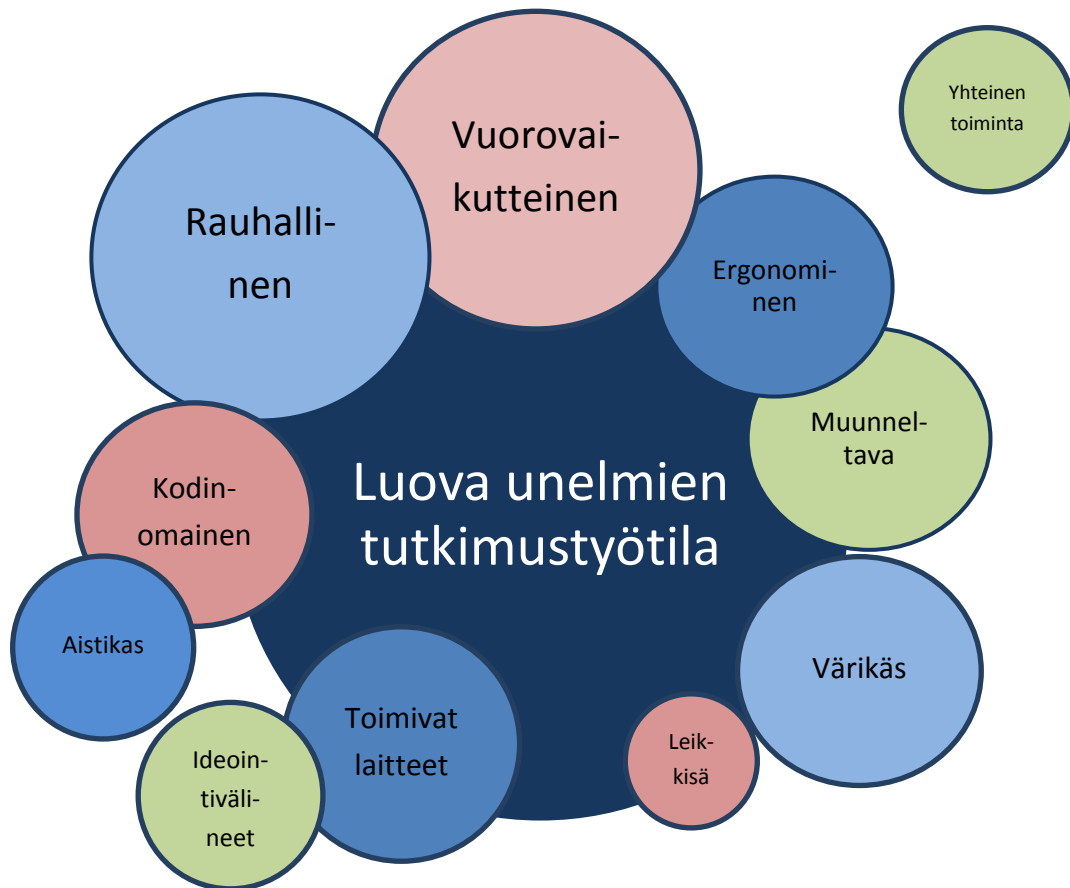 Yhteinen
toiminta
Vuorovai-
kutteinen
Rauhalli-
nen
Ergonomi-
nen
Muunnel-
tava
Luova unelmien
tutkimustyötila
Kodin-
omainen
Aistikas
Värikäs
Toimivat
laitteet
Leik-
kisä
Ideoin-
tiväli-
neet